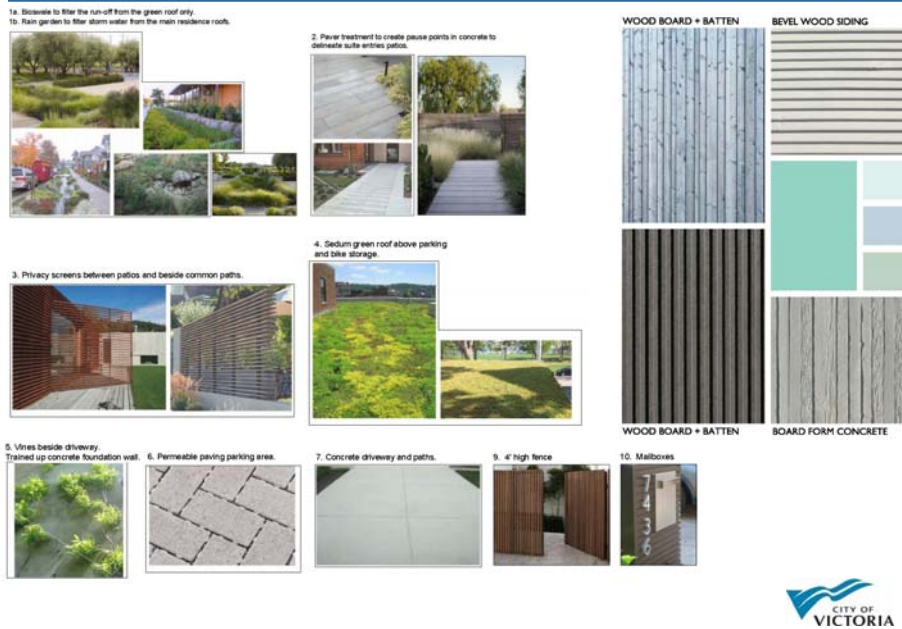 1a. Bioswale to filter the run-off from the green roof only.
1b. Rain garden to filter storm water from the main residence roofs.
2. Paver treatment to create pause points in concrete to
delineate suite entries patios.
3. Privacy screens between patios and beside common paths.
4. Sedum green roof above parking
and bike storage.
5. Vines beside driveway.
Trained up concrete foundation wall.
6. Permeable paving parking area.
7. Concrete driveway and paths.
9. 4' high fence
10. Mailboxes
7
4
3
6
WOOD BOARD + BATTEN
BEVEL WOOD SIDING
WOOD BOARD + BATTEN
BOARD FORM CONCRETE
CITY OF
VICTORIA